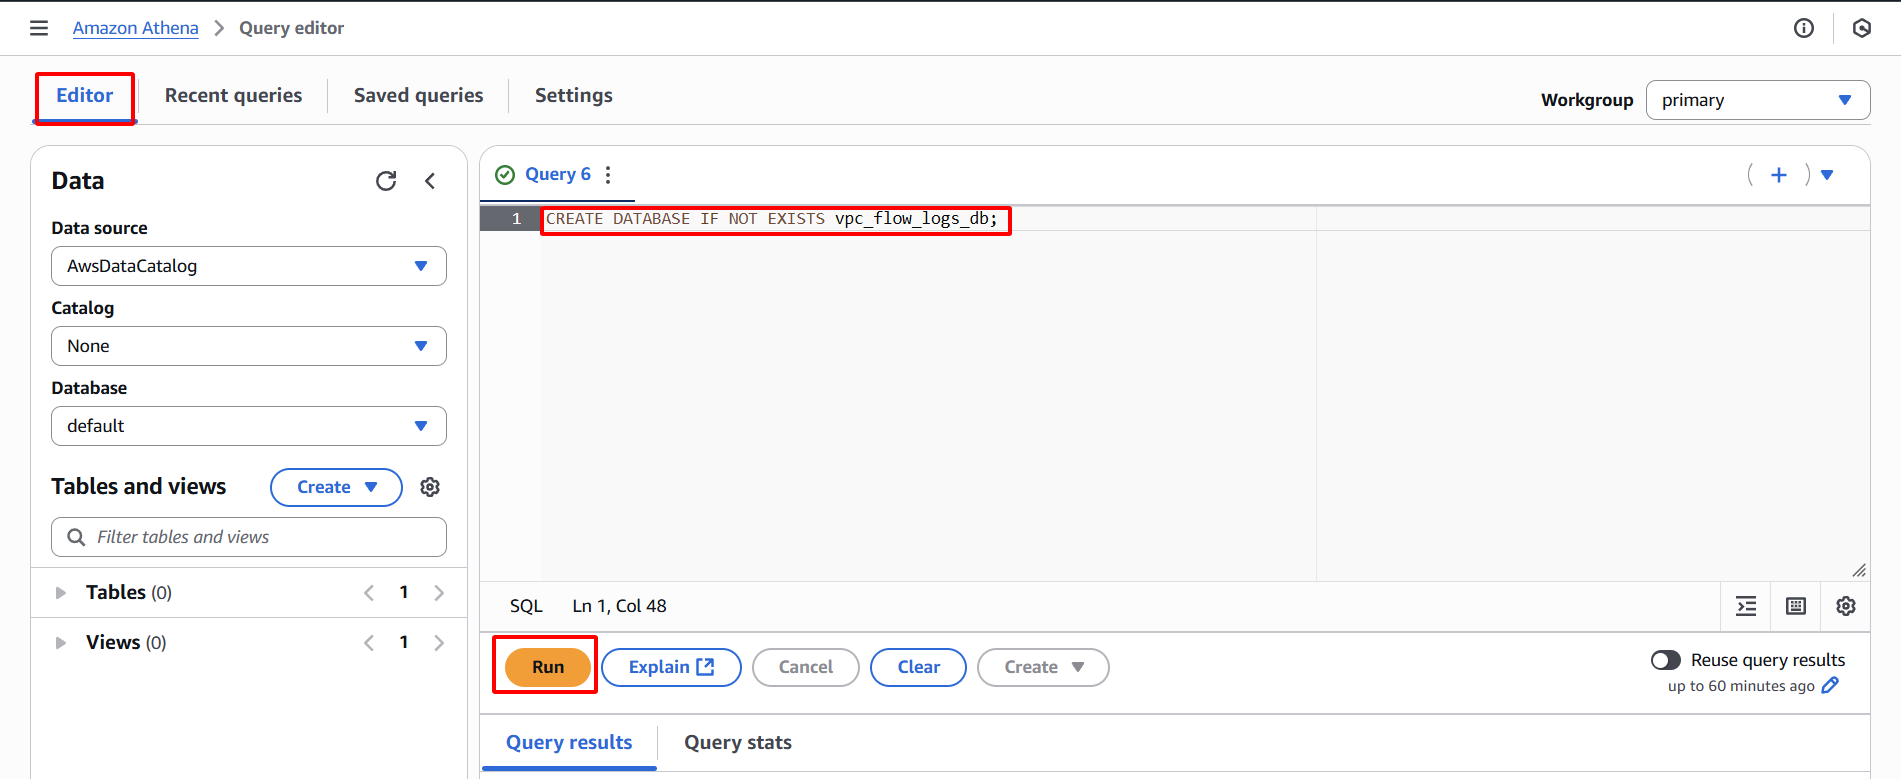 Amazon Athena > Query editor
Editor Recent queries Saved queries Settings
Workgroup primary
Data
Data source
AwsDataCatalog
Catalog
None
Database
default
Tables and views Create
Filter tables and views
Tables (0) 1
Views (0) 1
Query 6
1 CREATE DATABASE IF NOT EXISTS vpc_flow_logs_db;
SQL Ln 1, Col 48
Run Explain Cancel Clear Create
Reuse query results
up to 60 minutes ago
Query results Query stats